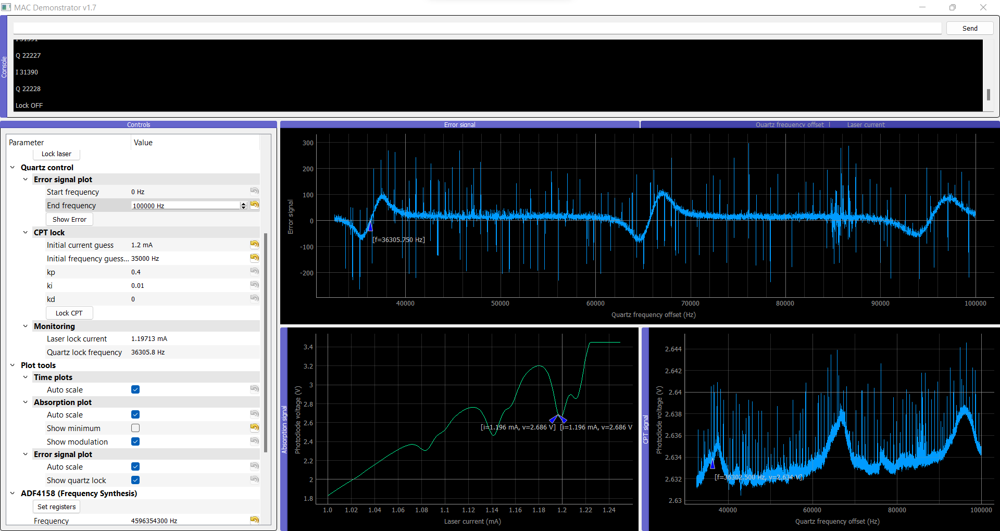 MAC Demonstrator v1.7
Send
Console
I 31391
Q 22227
I 31390
Q 22228
Lock OFF
Controls
Parameter Value
Lock laser
Quartz control
Error signal plot
Start frequency 0 Hz
End frequency 100000 Hz
Show Error
CPT lock
Initial current guess 1.2 mA
Initial frequency guess... 35000 Hz
kp 0.4
ki 0.01
kd 0
Lock CPT
Monitoring
Laser lock current 1.19713 mA
Quartz lock frequency 36305.8 Hz
Plot tools
Time plots
Auto scale
Absorption plot
Auto scale
Show minimum
Show modulation
Error signal plot
Auto scale
Show quartz lock
ADF4158 (Frequency Synthesis)
Set registers
Frequency 4596354300 Hz
Error signal
Quartz frequency offset
Laser current
Error signal
300
200
100
0
-100
-200
[f=36305.750 Hz]
40000 50000 60000 70000 80000 90000 100000
Quartz frequency offset (Hz)
Absorption signal
Photodiode voltage (V)
3.4
3.2
3
2.8
2.6
2.4
2.2
2
1.8
[i=1.196 mA, v=2.686 V] [i=1.196 mA, v=2.686 V
1.0 1.02 1.04 1.06 1.08 1.1 1.12 1.14 1.16 1.18 1.2 1.22 1.24
Laser current (mA)
CPT signal
Photodiode voltage (V)
2.644
2.642
2.64
2.638
2.636
2.634
2.632
2.63
[f=36302.500 Hz, v=2.634 V]
40000 60000 80000 100000
Quartz frequency offset (Hz)